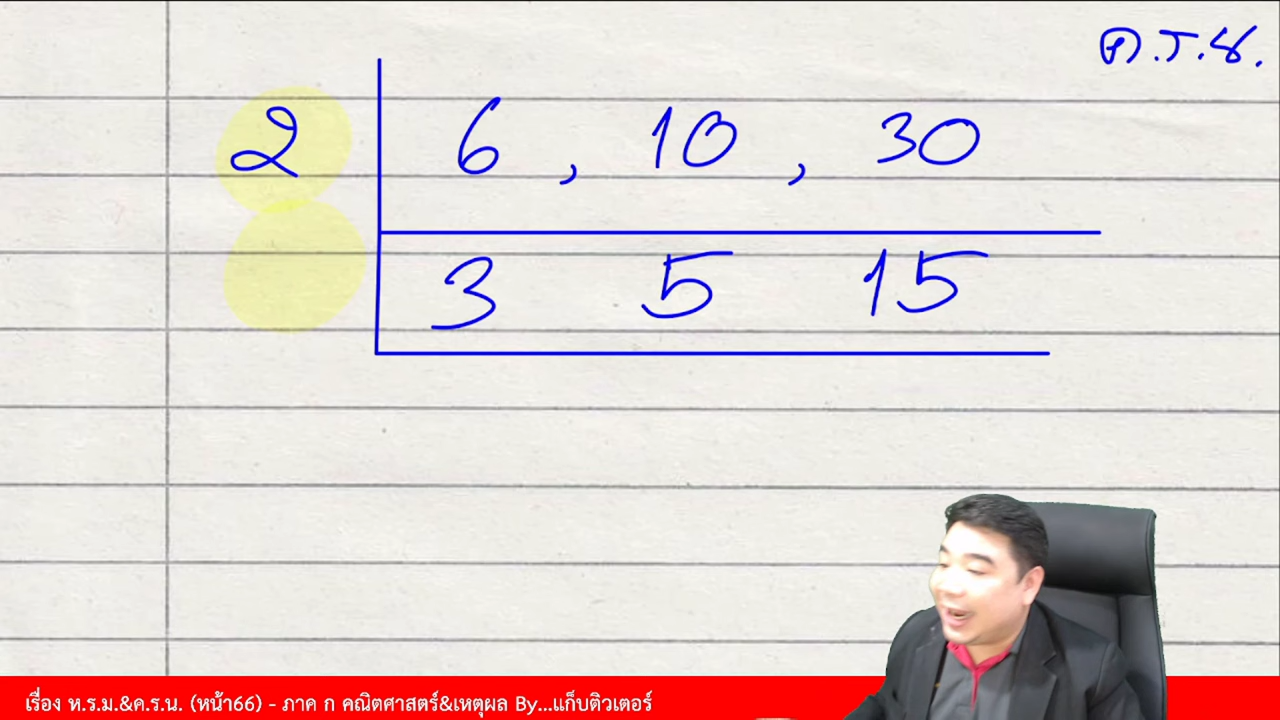 ค.ร.น.
2 6 , 10 , 30
3 5 15
เรื่อง ห.ร.ม.&ค.ร.น. (หน้า66) - ภาค ก คณิตศาสตร์&เหตุผล By...แก็บติวเตอร์